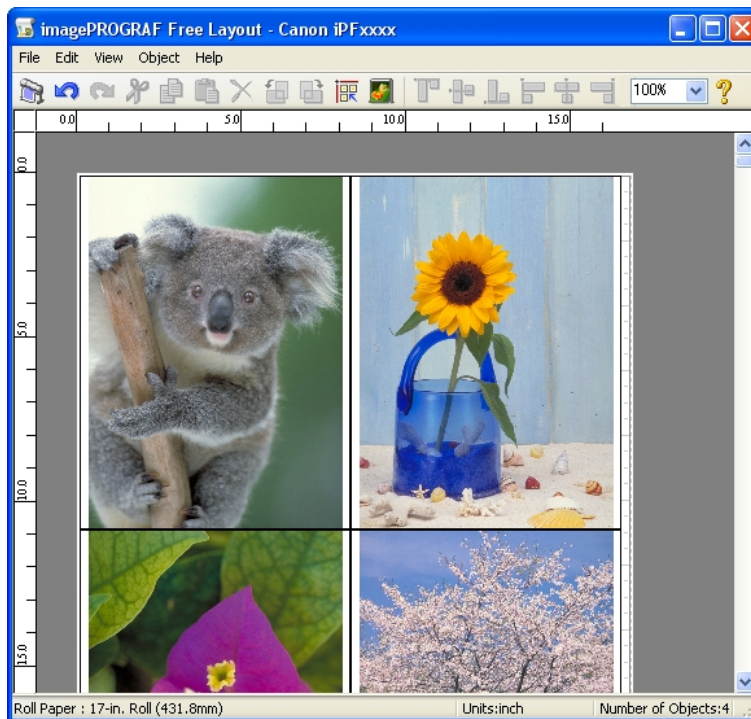 imagePROGRAF Free Layout - Canon iPFxxxx
File Edit View Object Help
100%
0.0 5.0 10.0 15.0
0.0
5.0
10.0
15.0
Roll Paper : 17-in. Roll (431.8mm) Units:inch Number of Objects:4